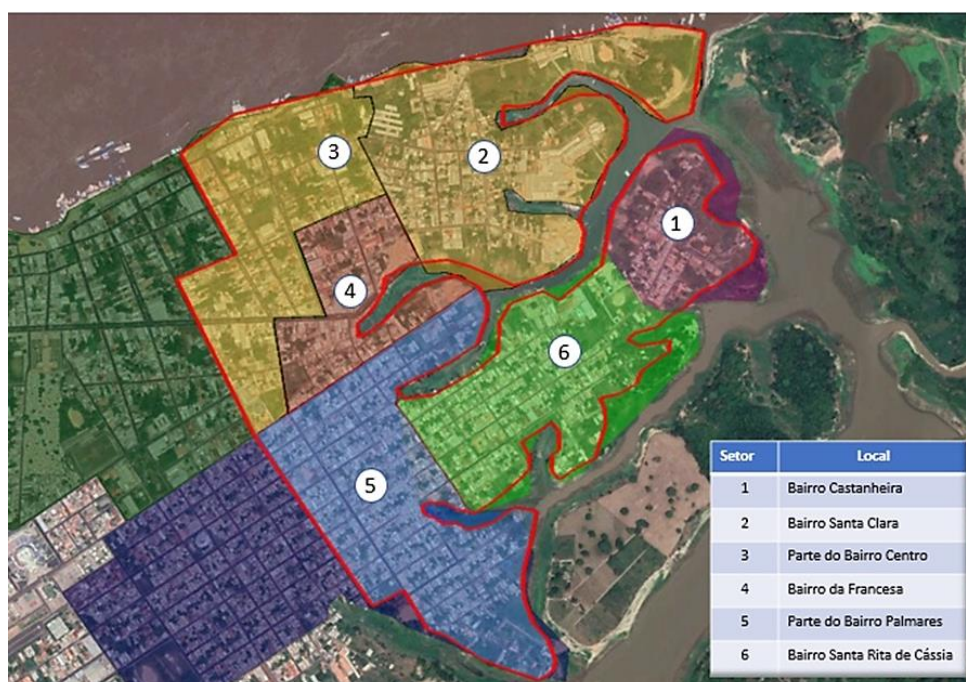 3
2
1
4
6
5
Setor Local
1 Bairro Castanheira
2 Bairro Santa Clara
3 Parte do Bairro Centro
4 Bairro da Francesa
5 Parte do Bairro Palmares
6 Bairro Santa Rita de Cássia